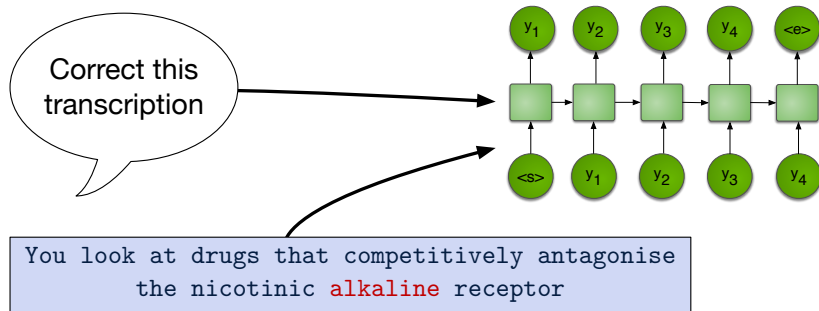 Correct this
transcription
y1 y2 y3 y4 <e>
<s> y1 y2 y3 y4
You look at drugs that competitively antagonise
the nicotinic alkaline receptor